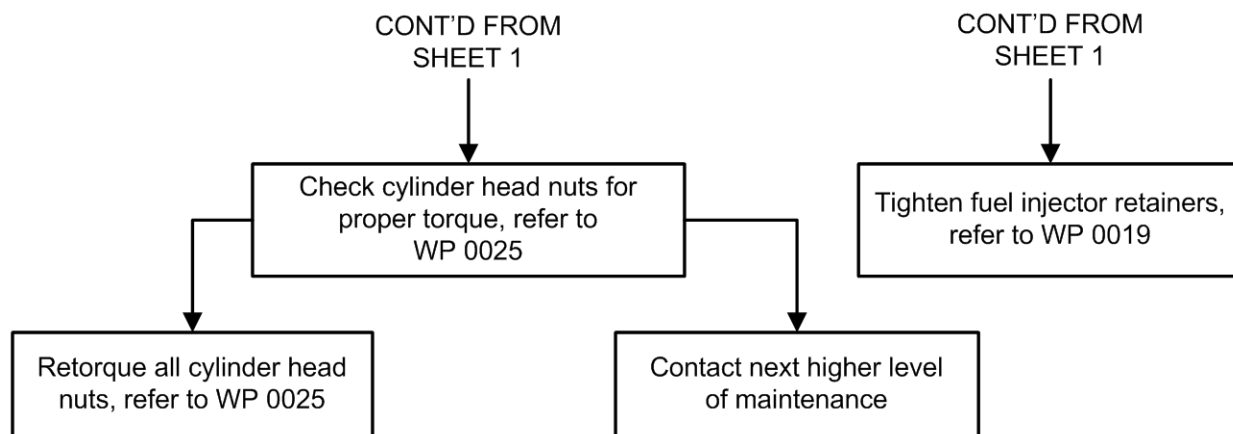 CONT'D FROM
SHEET 1
CONT'D FROM
SHEET 1
Check cylinder head nuts for
proper torque, refer to
WP 0025
Tighten fuel injector retainers,
refer to WP 0019
Retorque all cylinder head
nuts, refer to WP 0025
Contact next higher level
of maintenance